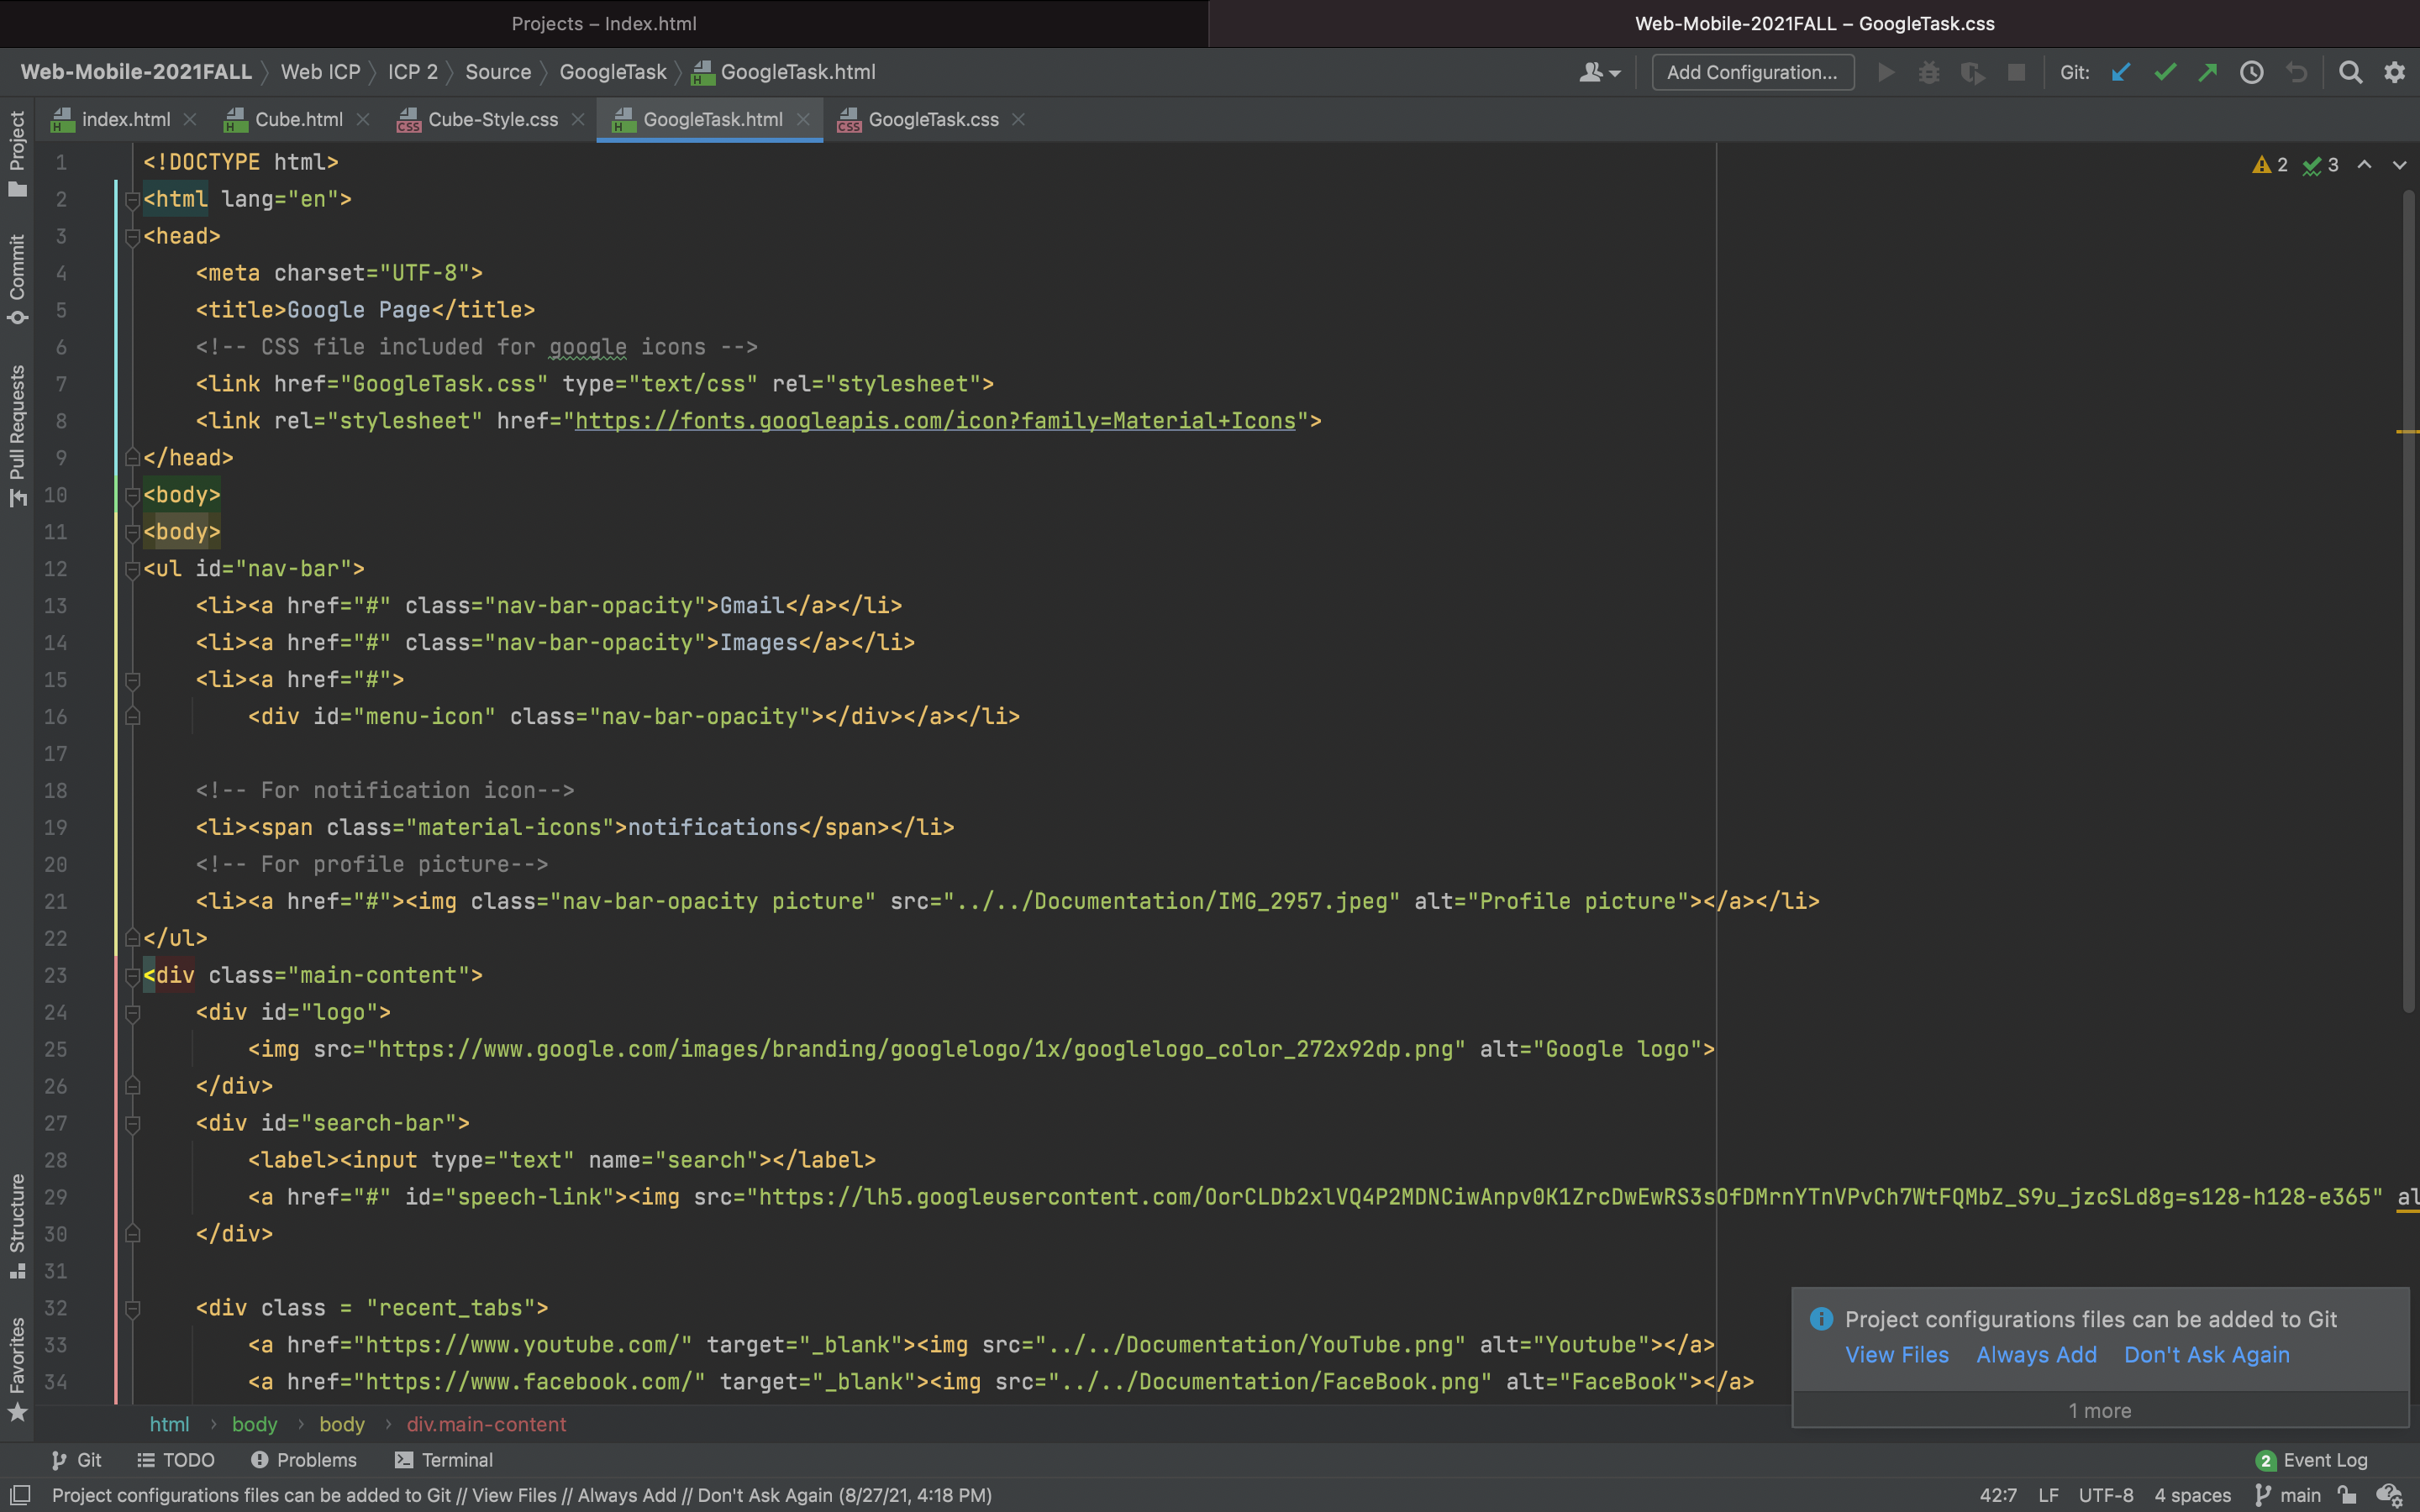 Projects – Index.html
Web-Mobile-2021FALL – GoogleTask.css
Web-Mobile-2021FALL
Web ICP
ICP 2
Source
GoogleTask
GoogleTask.html
Add Configuration...
Git:
index.html
Cube.html
Cube-Style.css
GoogleTask.html
GoogleTask.css
Project
Commit
Pull Requests
Structure
Favorites
2
3
1 <!DOCTYPE html>
2 <html lang="en">
3 <head>
4 <meta charset="UTF-8">
5 <title>Google Page</title>
6 <!-- CSS file included for google icons -->
7 <link href="GoogleTask.css" type="text/css" rel="stylesheet">
8 <link rel="stylesheet" href="https://fonts.googleapis.com/icon?family=Material+Icons">
9 </head>
10 <body>
11 <body>
12 <ul id="nav-bar">
13 <li><a href="#" class="nav-bar-opacity">Gmail</a></li>
14 <li><a href="#" class="nav-bar-opacity">Images</a></li>
15 <li><a href="#">
16 <div id="menu-icon" class="nav-bar-opacity"></div></a></li>
17
18 <!-- For notification icon-->
19 <li><span class="material-icons">notifications</span></li>
20 <!-- For profile picture-->
21 <li><a href="#"><img class="nav-bar-opacity picture" src="../../Documentation/IMG_2957.jpeg" alt="Profile picture"></a></li>
22 </ul>
23 <div class="main-content">
24 <div id="logo">
25 <img src="https://www.google.com/images/branding/googlelogo/1x/googlelogo_color_272x92dp.png" alt="Google logo">
26 </div>
27 <div id="search-bar">
28 <label><input type="text" name="search"></label>
29 <a href="#" id="speech-link"><img src="https://lh5.googleusercontent.com/OorCLDb2xlVQ4P2MDNCiwAnpv0K1ZrcDwEwRS3sOfDMrnYTnVPvCh7WtFQMbZ_S9u_jzcSLd8g=s128-h128-e365" al
30 </div>
31
32 <div class = "recent_tabs">
33 <a href="https://www.youtube.com/" target="_blank"><img src="../../Documentation/YouTube.png" alt="Youtube"></a>
34 <a href="https://www.facebook.com/" target="_blank"><img src="../../Documentation/FaceBook.png" alt="FaceBook"></a>
Project configurations files can be added to Git
View Files Always Add Don't Ask Again
1 more
html
body
body
div.main-content
Git
TODO
Problems
Terminal
2 Event Log
Project configurations files can be added to Git // View Files // Always Add // Don't Ask Again (8/27/21, 4:18 PM)
42:7 LF UTF-8 4 spaces main